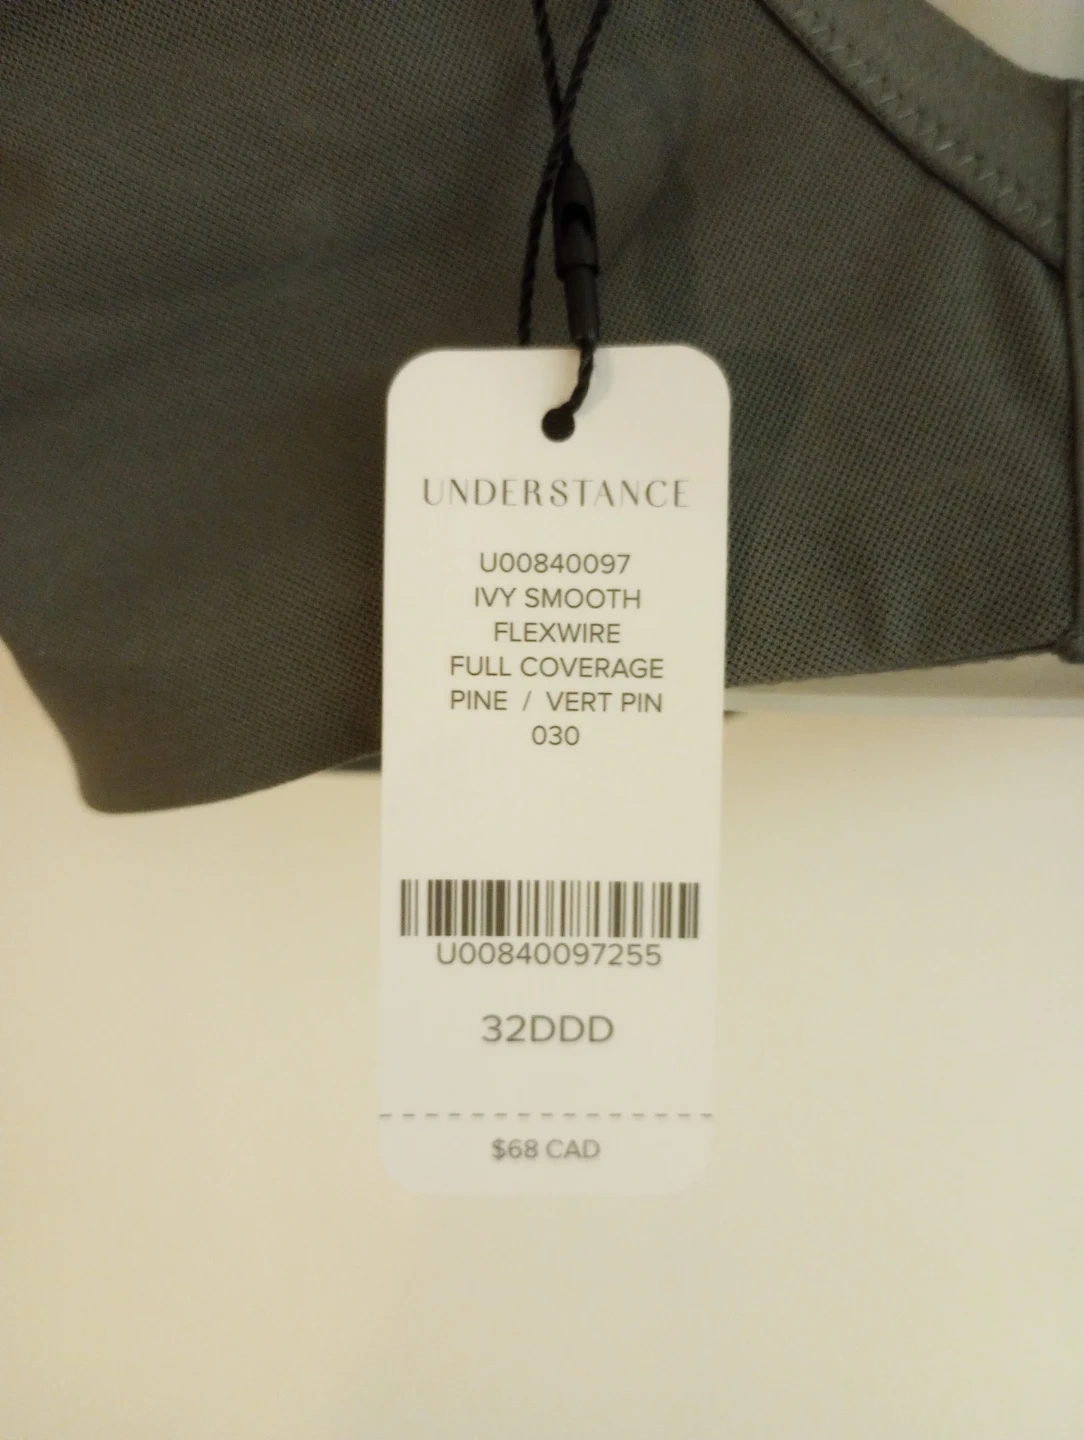 UNDERSTANCE
U00840097
IVY SMOOTH
FLEXWIRE
FULL COVERAGE
PINE / VERT PIN
030
U00840097255
32DDD
$68 CAD